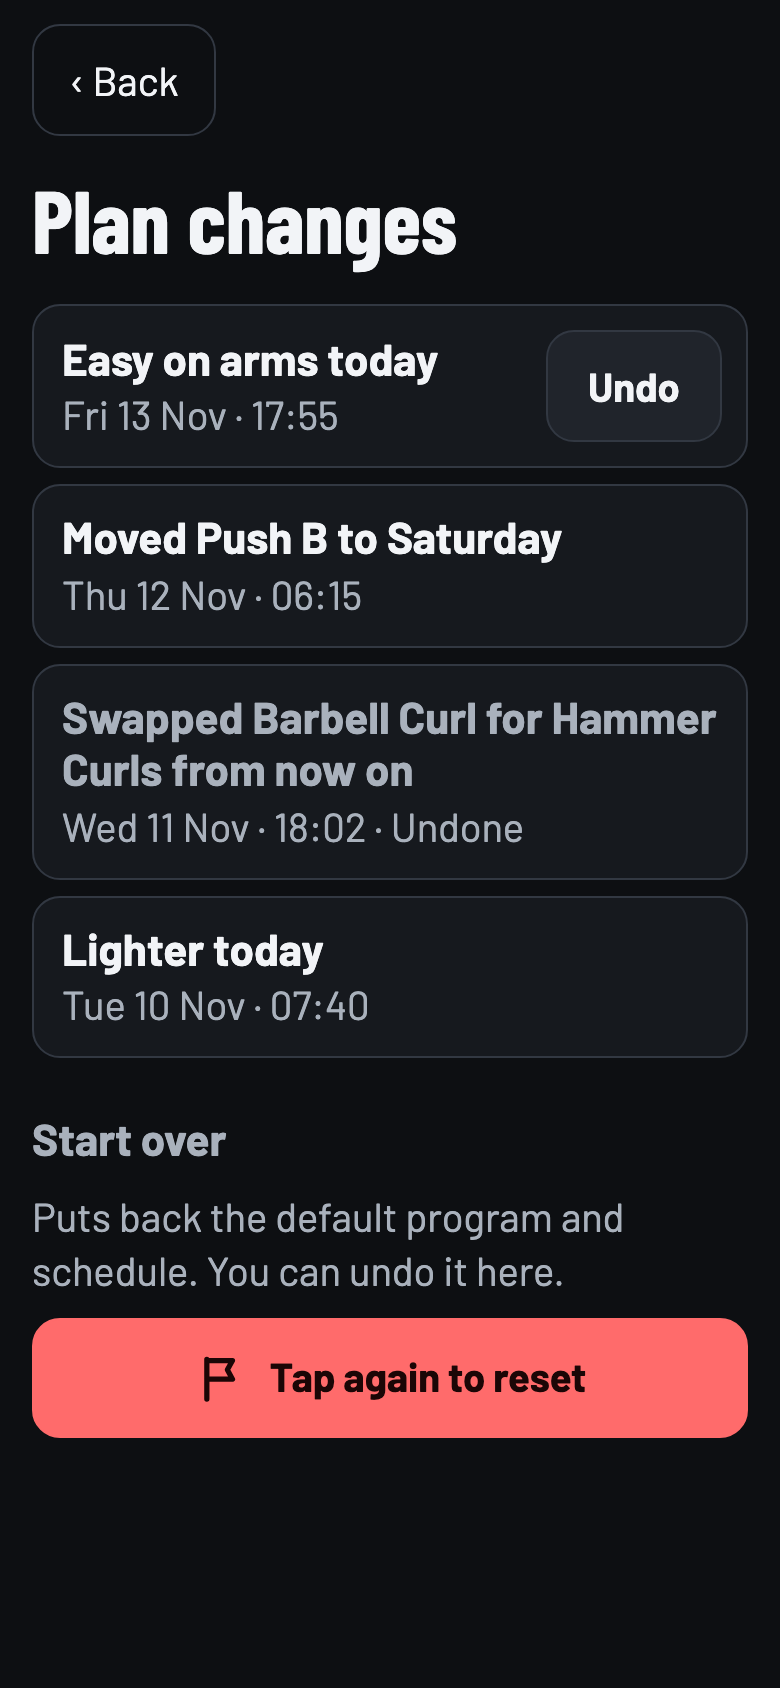 ‹ Back
Plan changes
Easy on arms today
Fri 13 Nov · 17:55
Undo
Moved Push B to Saturday
Thu 12 Nov · 06:15
Swapped Barbell Curl for Hammer
Curls from now on
Wed 11 Nov · 18:02 · Undone
Lighter today
Tue 10 Nov · 07:40
Start over
Puts back the default program and
schedule. You can undo it here.
Tap again to reset